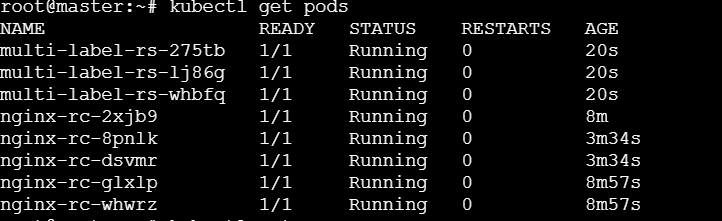 root@master:~# kubectl get pods
NAME READY STATUS RESTARTS AGE
multi-label-rs-275tb 1/1 Running 0 20s
multi-label-rs-lj86g 1/1 Running 0 20s
multi-label-rs-whbfq 1/1 Running 0 20s
nginx-rc-2xjb9 1/1 Running 0 8m
nginx-rc-8pnlk 1/1 Running 0 3m34s
nginx-rc-dsvmr 1/1 Running 0 3m34s
nginx-rc-glxlp 1/1 Running 0 8m57s
nginx-rc-whwrz 1/1 Running 0 8m57s